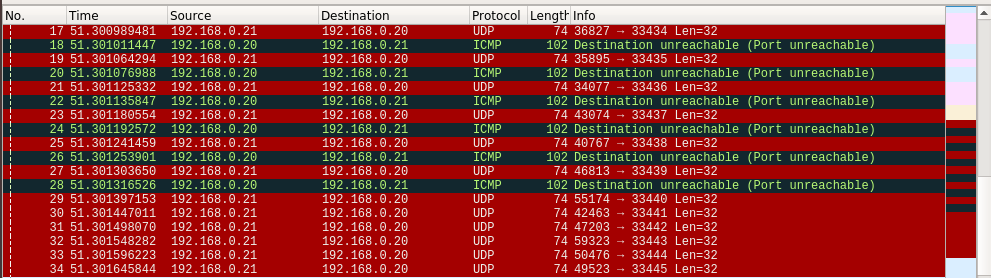 No. Time Source Destination Protocol Length Info
17 51.300989481 192.168.0.21 192.168.0.20 UDP 74 36827 → 33434 Len=32
18 51.301011447 192.168.0.20 192.168.0.21 ICMP 102 Destination unreachable (Port unreachable)
19 51.301064294 192.168.0.21 192.168.0.20 UDP 74 35895 → 33435 Len=32
20 51.301076988 192.168.0.20 192.168.0.21 ICMP 102 Destination unreachable (Port unreachable)
21 51.301125332 192.168.0.21 192.168.0.20 UDP 74 34077 → 33436 Len=32
22 51.301135847 192.168.0.20 192.168.0.21 ICMP 102 Destination unreachable (Port unreachable)
23 51.301180554 192.168.0.21 192.168.0.20 UDP 74 43074 → 33437 Len=32
24 51.301192572 192.168.0.20 192.168.0.21 ICMP 102 Destination unreachable (Port unreachable)
25 51.301241459 192.168.0.21 192.168.0.20 UDP 74 40767 → 33438 Len=32
26 51.301253901 192.168.0.20 192.168.0.21 ICMP 102 Destination unreachable (Port unreachable)
27 51.301303650 192.168.0.21 192.168.0.20 UDP 74 46813 → 33439 Len=32
28 51.301316526 192.168.0.20 192.168.0.21 ICMP 102 Destination unreachable (Port unreachable)
29 51.301397153 192.168.0.21 192.168.0.20 UDP 74 55174 → 33440 Len=32
30 51.301447011 192.168.0.21 192.168.0.20 UDP 74 42463 → 33441 Len=32
31 51.301498070 192.168.0.21 192.168.0.20 UDP 74 47203 → 33442 Len=32
32 51.301548282 192.168.0.21 192.168.0.20 UDP 74 59323 → 33443 Len=32
33 51.301596223 192.168.0.21 192.168.0.20 UDP 74 50476 → 33444 Len=32
34 51.301645844 192.168.0.21 192.168.0.20 UDP 74 49523 → 33445 Len=32